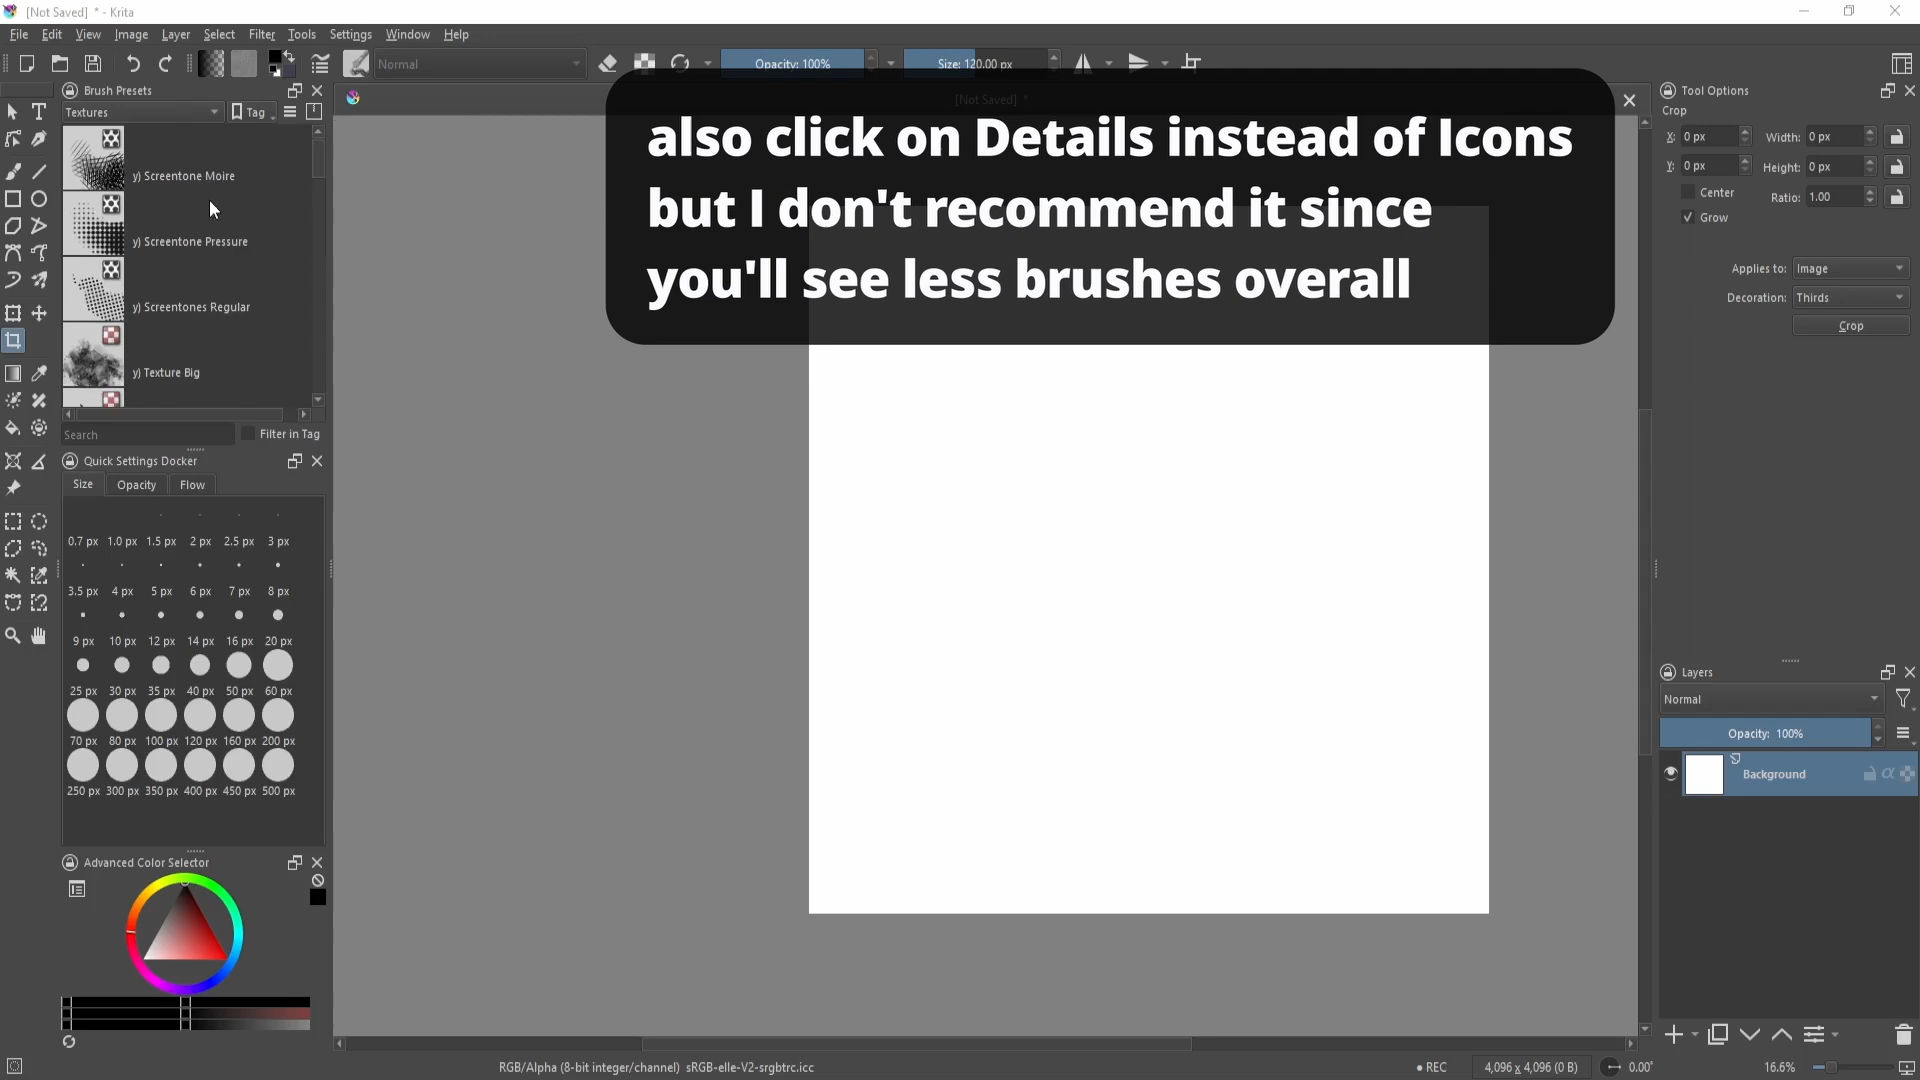 [Not Saved] * - Krita
File Edit View Image Layer Select Filter Tools Settings Window Help
Normal
Opacity: 100%
Size: 120.00 px
Brush Presets
Textures
Tag
y) Screentone Moire
y) Screentone Pressure
y) Screentones Regular
y) Texture Big
Search
Filter in Tag
Quick Settings Docker
Size Opacity Flow
0.7 px 1.0 px 1.5 px 2 px 2.5 px 3 px
3.5 px 4 px 5 px 6 px 7 px 8 px
9 px 10 px 12 px 14 px 16 px 20 px
25 px 30 px 35 px 40 px 50 px 60 px
70 px 80 px 100 px 120 px 160 px 200 px
250 px 300 px 350 px 400 px 450 px 500 px
Advanced Color Selector
[Not Saved] *
also click on Details instead of Icons
but I don't recommend it since
you'll see less brushes overall
Tool Options
Crop
X: 0 px Width: 0 px
Y: 0 px Height: 0 px
Center
Ratio: 1.00
Grow
Applies to: Image
Decoration: Thirds
Crop
Layers
Normal
Opacity: 100%
Background
RGB/Alpha (8-bit integer/channel) sRGB-elle-V2-srgbtrc.icc
REC
4,096 x 4,096 (0 B)
0.00°
16.6%